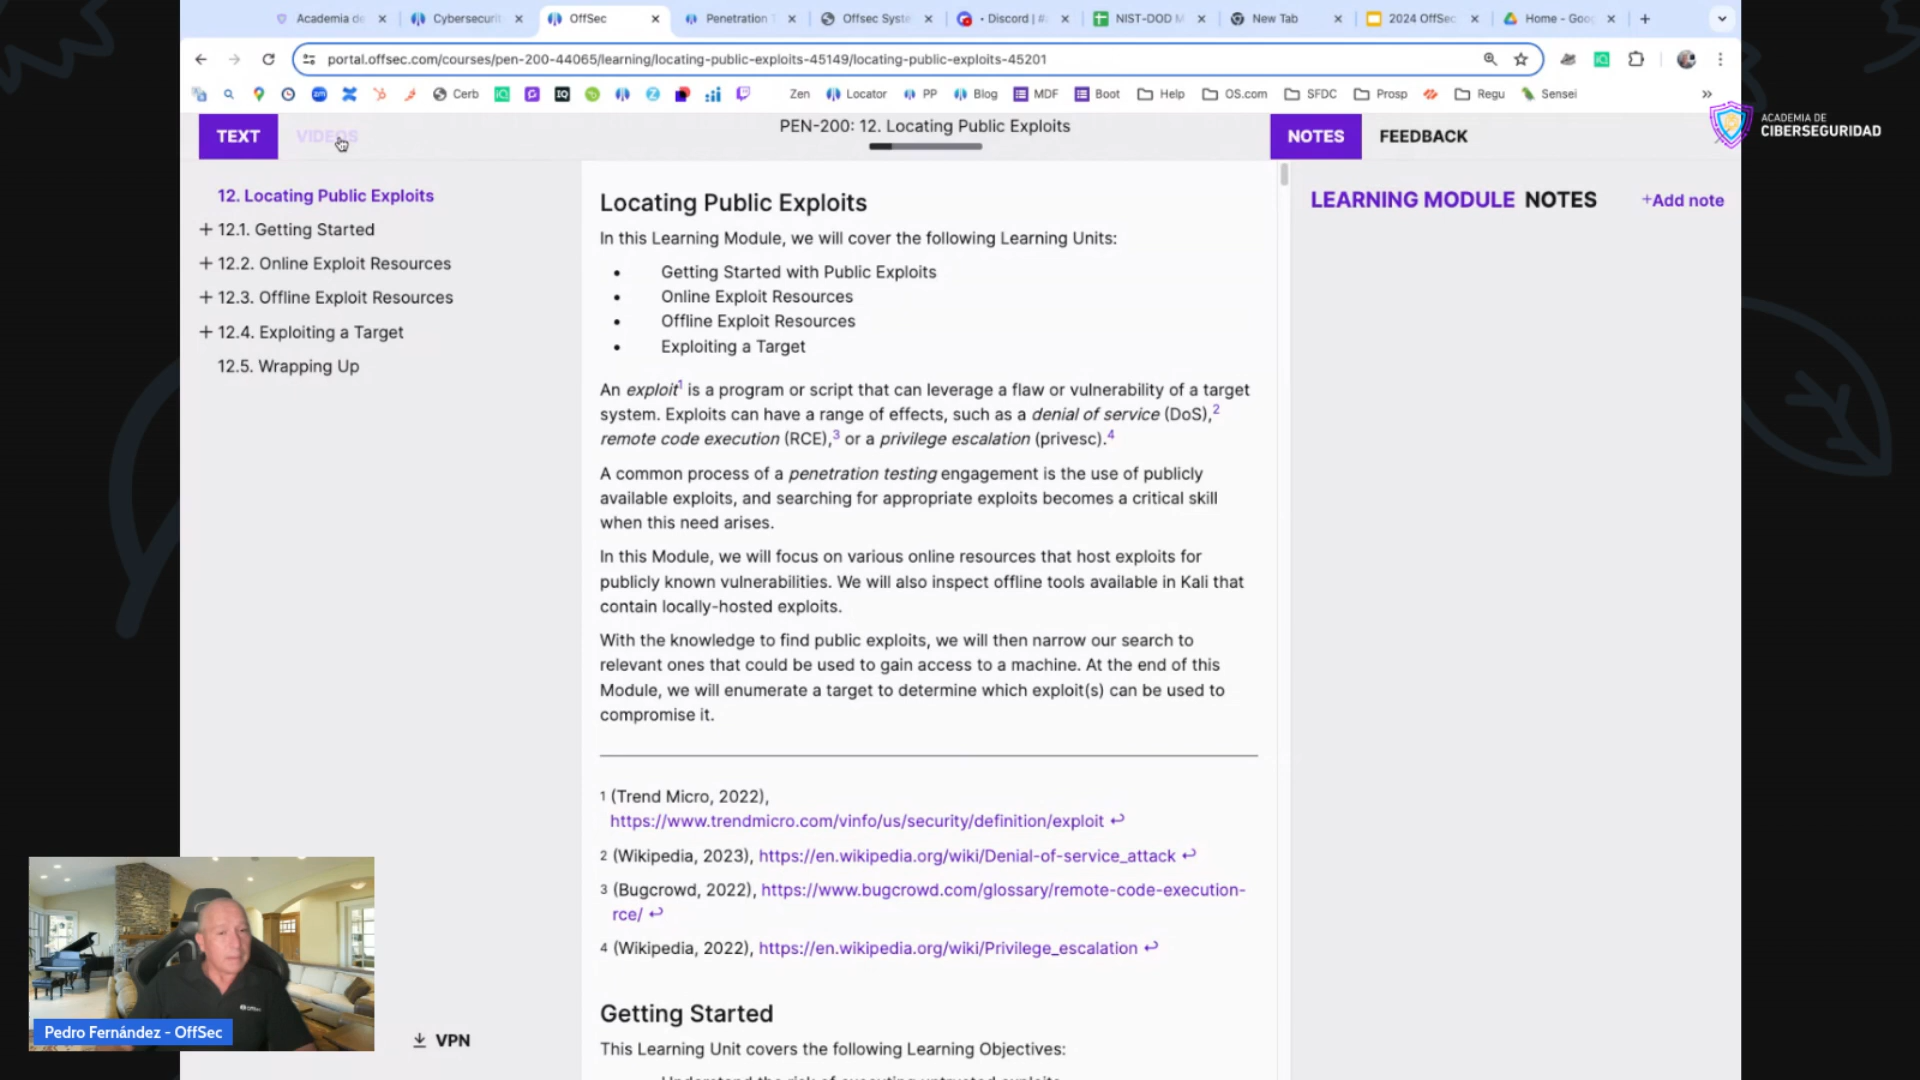 Academia de
Cybersecurit
OffSec
Penetration T
Offsec Syste
• Discord | #
NIST-DOD M
New Tab
2024 OffSec
Home - Goog
portal.offsec.com/courses/pen-200-44065/learning/locating-public-exploits-45149/locating-public-exploits-45201
Cerb
Zen
Locator
PP
Blog
MDF
Boot
Help
OS.com
SFDC
Prosp
Regu
Sensei
»
ACADEMIA DE
CIBERSEGURIDAD
TEXT
VIDEOS
PEN-200: 12. Locating Public Exploits
NOTES
FEEDBACK
12. Locating Public Exploits
+ 12.1. Getting Started
+ 12.2. Online Exploit Resources
+ 12.3. Offline Exploit Resources
+ 12.4. Exploiting a Target
12.5. Wrapping Up
VPN
Locating Public Exploits
In this Learning Module, we will cover the following Learning Units:
• Getting Started with Public Exploits
• Online Exploit Resources
• Offline Exploit Resources
• Exploiting a Target
An exploit1 is a program or script that can leverage a flaw or vulnerability of a target
system. Exploits can have a range of effects, such as a denial of service (DoS),2
remote code execution (RCE),3 or a privilege escalation (privesc).4
A common process of a penetration testing engagement is the use of publicly
available exploits, and searching for appropriate exploits becomes a critical skill
when this need arises.
In this Module, we will focus on various online resources that host exploits for
publicly known vulnerabilities. We will also inspect offline tools available in Kali that
contain locally-hosted exploits.
With the knowledge to find public exploits, we will then narrow our search to
relevant ones that could be used to gain access to a machine. At the end of this
Module, we will enumerate a target to determine which exploit(s) can be used to
compromise it.
1 (Trend Micro, 2022),
https://www.trendmicro.com/vinfo/us/security/definition/exploit ↩
2 (Wikipedia, 2023), https://en.wikipedia.org/wiki/Denial-of-service_attack ↩
3 (Bugcrowd, 2022), https://www.bugcrowd.com/glossary/remote-code-execution-
rce/ ↩
4 (Wikipedia, 2022), https://en.wikipedia.org/wiki/Privilege_escalation ↩
Getting Started
This Learning Unit covers the following Learning Objectives:
Understand the risk of executing untrusted exploits
LEARNING MODULE NOTES
+Add note
Pedro Fernández - OffSec